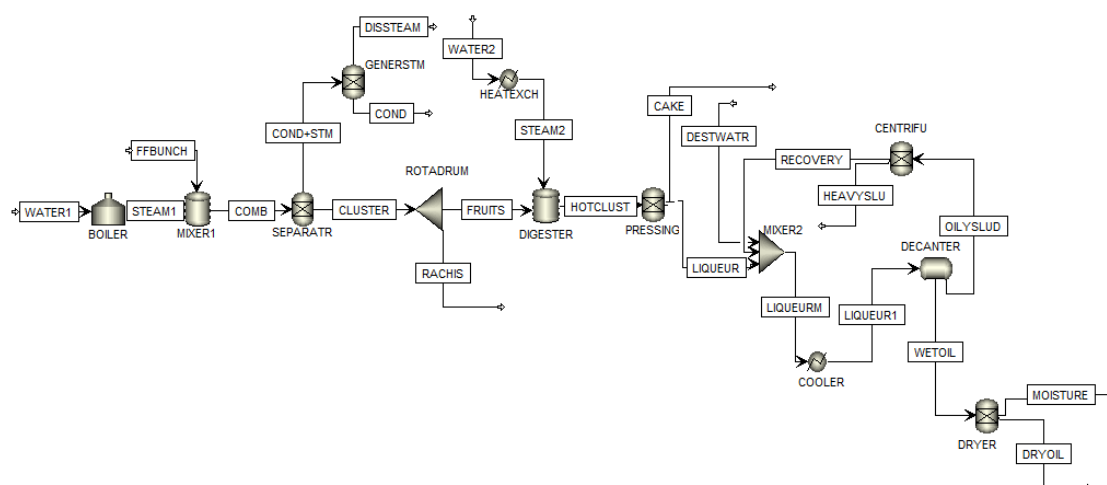 DISSTEAM
WATER2
GENERSTM
HEATEXCH
CAKE
COND
DESTWATR
CENTRIFU
COND+STM
STEAM2
RECOVERY
FFBUNCH
ROTADRUM
HEAVYSLU
WATER1
STEAM1
COMB
CLUSTER
FRUITS
HOTCLUST
OILYSLUD
BOILER
MIXER1
SEPARATR
DIGESTER
PRESSING
MIXER2
DECANTER
RACHIS
LIQUEUR
LIQUEURM
LIQUEUR1
WETOIL
COOLER
MOISTURE
DRYER
DRYOIL